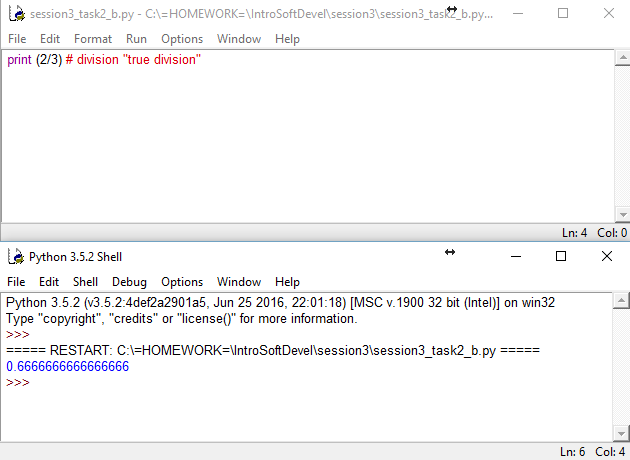 session3_task2_b.py - C:\=HOMEWORK=\IntroSoftDevel\session3\session3_task2_b.py...
File Edit Format Run Options Window Help
print (2/3) # division "true division"
Ln: 4 Col: 0
Python 3.5.2 Shell
File Edit Shell Debug Options Window Help
Python 3.5.2 (v3.5.2:4def2a2901a5, Jun 25 2016, 22:01:18) [MSC v.1900 32 bit (Intel)] on win32
Type "copyright", "credits" or "license()" for more information.
>>>
===== RESTART: C:\=HOMEWORK=\IntroSoftDevel\session3\session3_task2_b.py =====
0.6666666666666666
>>>
Ln: 6 Col: 4